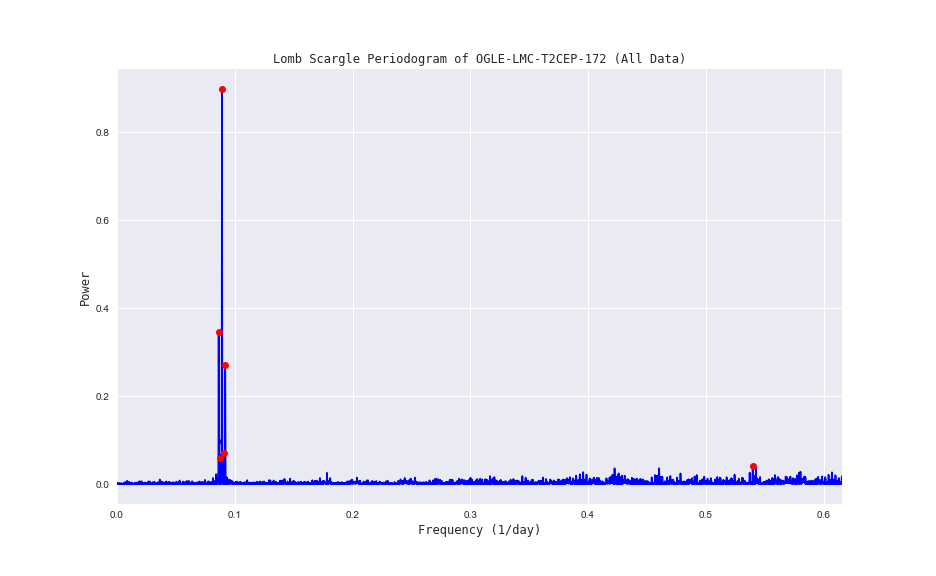 Lomb Scargle Periodogram of OGLE-LMC-T2CEP-172 (All Data)
0.8
0.6
0.4
0.2
0.0
Power
0.0 0.1 0.2 0.3 0.4 0.5 0.6
Frequency (1/day)